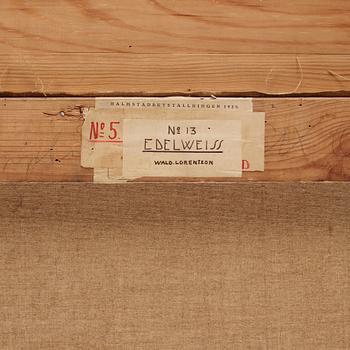 HALMSTADUTSTÄLLNINGEN 1929
No 5
No 13
EDELWEISS
WALD. LORENTZON
D